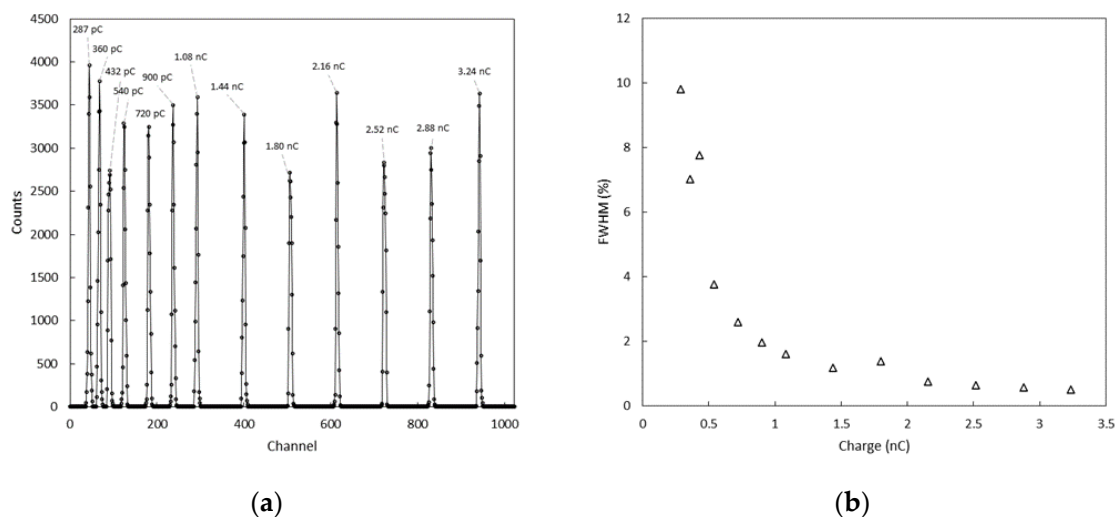 4500
4000
3500
3000
2500
2000
1500
1000
500
0
Counts
287 pC
360 pC
432 pC
540 pC
720 pC
900 pC
1.08 nC
1.44 nC
1.80 nC
2.16 nC
2.52 nC
2.88 nC
3.24 nC
0 200 400 600 800 1000
Channel
(a)
12
10
8
6
4
2
0
FWHM (%)
0 0.5 1 1.5 2 2.5 3 3.5
Charge (nC)
(b)